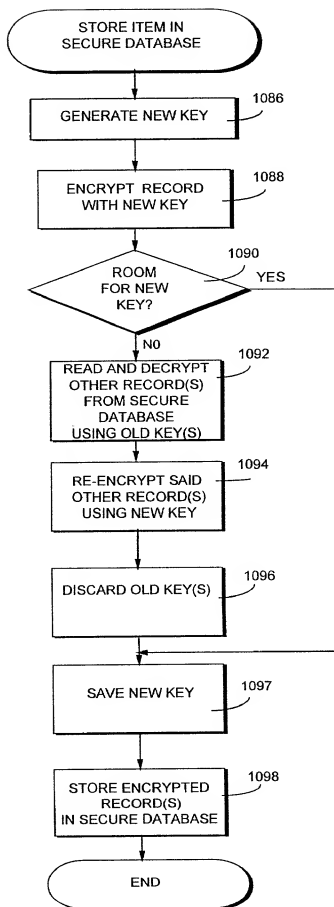 STORE ITEM IN
SECURE DATABASE
1086
GENERATE NEW KEY
1088
ENCRYPT RECORD
WITH NEW KEY
1090
ROOM
FOR NEW
KEY?
YES
N0
1092
READ AND DECRYPT
OTHER RECORD(S)
FROM SECURE
DATABASE
USING OLD KEY(S)
1094
RE-ENCRYPT SAID
OTHER RECORD(S)
USING NEW KEY
1096
DISCARD OLD KEY(S)
SAVE NEW KEY
1097
1098
STORE ENCRYPTED
RECORD(S)
IN SECURE DATABASE
END